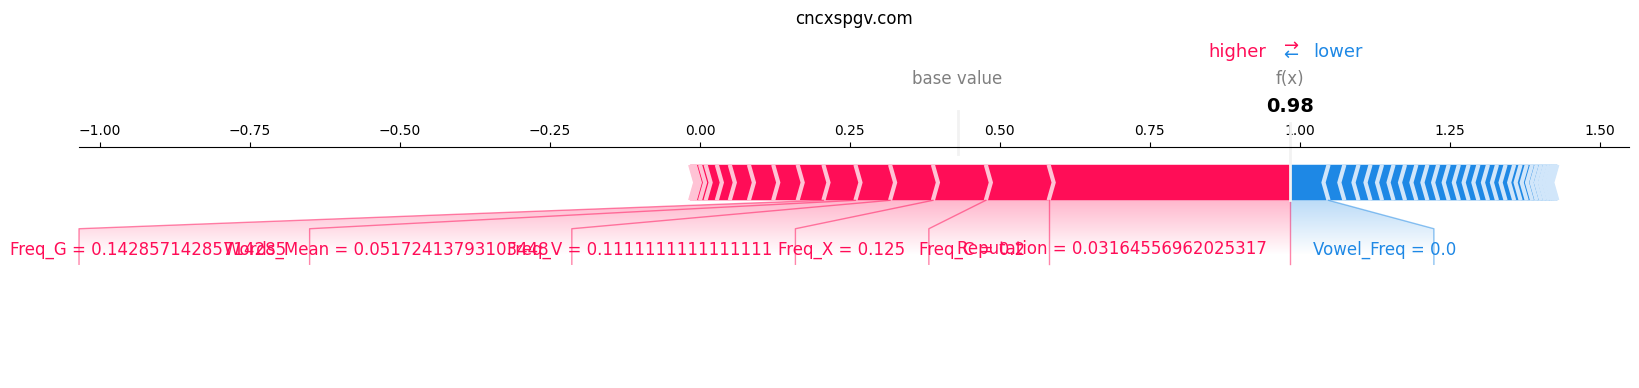 cncxspgv.com
higher ⇄ lower
base value f(x)
0.98
−1.00 −0.75 −0.50 −0.25 0.00 0.25 0.50 0.75 1.00 1.25 1.50
Freq_G = 0.14285714285714285 Words_Mean = 0.05172413793103448 Freq_V = 0.1111111111111111 Freq_X = 0.125 Freq_C = 0.2 Reputation = 0.03164556962025317 Vowel_Freq = 0.0